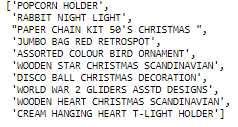 ['POPCORN HOLDER',
'RABBIT NIGHT LIGHT',
"PAPER CHAIN KIT 50'S CHRISTMAS ",
'JUMBO BAG RED RETROSPOT',
'ASSORTED COLOUR BIRD ORNAMENT',
'WOODEN STAR CHRISTMAS SCANDINAVIAN',
'DISCO BALL CHRISTMAS DECORATION',
'WORLD WAR 2 GLIDERS ASSTD DESIGNS',
'WOODEN HEART CHRISTMAS SCANDINAVIAN',
'CREAM HANGING HEART T-LIGHT HOLDER']